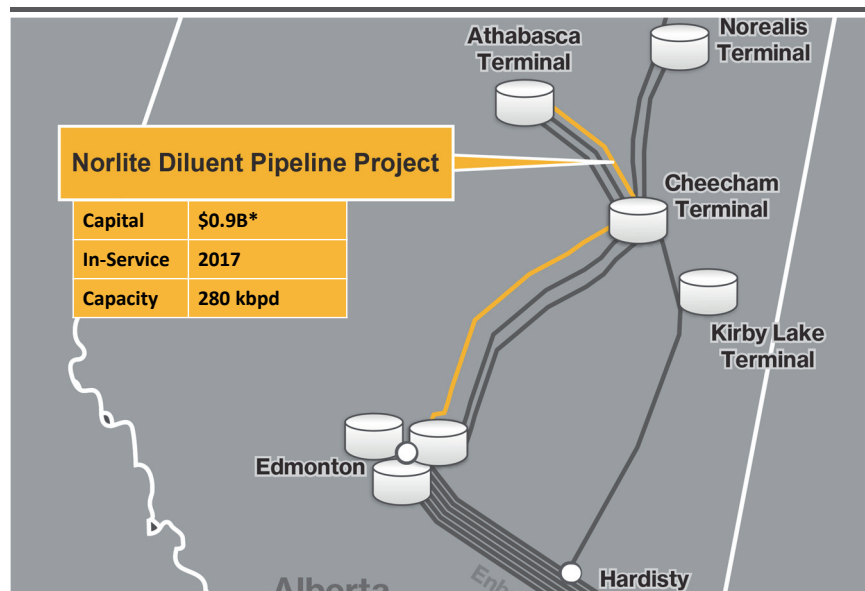 Athabasca
Terminal
Norealis
Terminal
Norlite Diluent Pipeline Project
Cheecham
Terminal
Capital $0.9B*
In-Service 2017
Capacity 280 kbpd
Kirby Lake
Terminal
Edmonton
Hardisty
Alberta